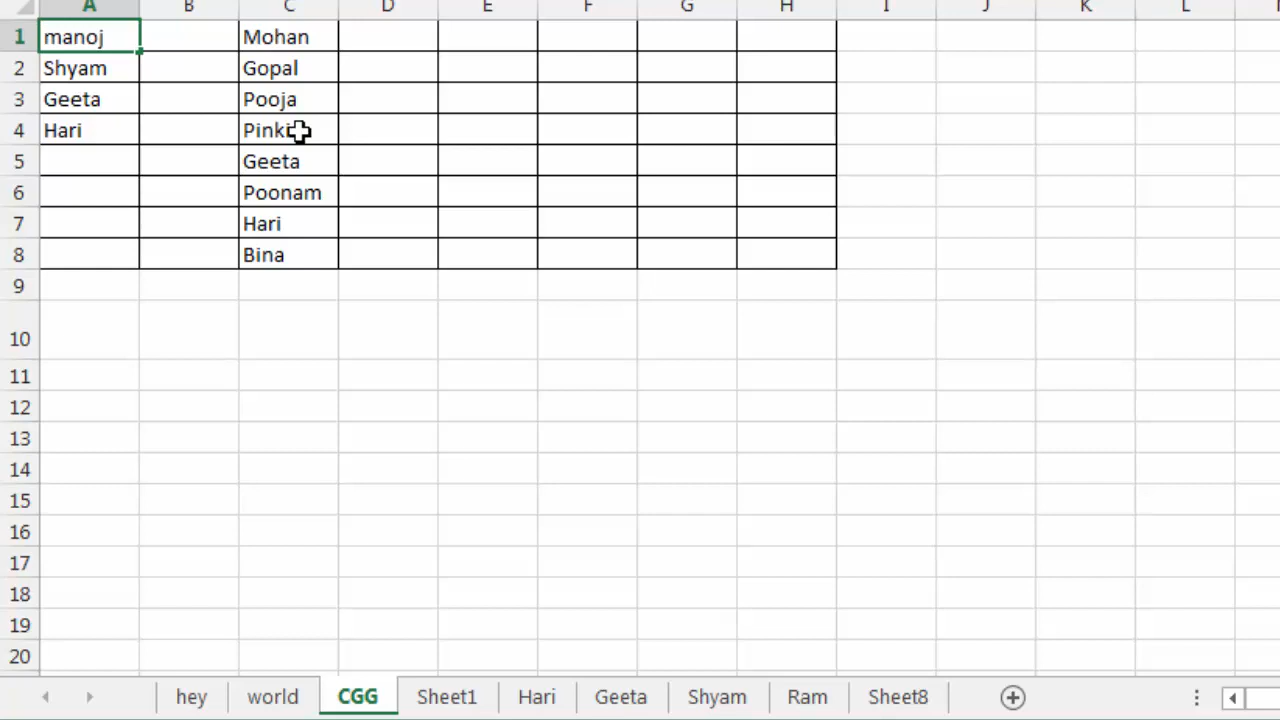 A B C D E F G H I J K L
1 manoj Mohan
2 Shyam Gopal
3 Geeta Pooja
4 Hari Pinki
5 Geeta
6 Poonam
7 Hari
8 Bina
9
10
11
12
13
14
15
16
17
18
19
20
hey world CGG Sheet1 Hari Geeta Shyam Ram Sheet8